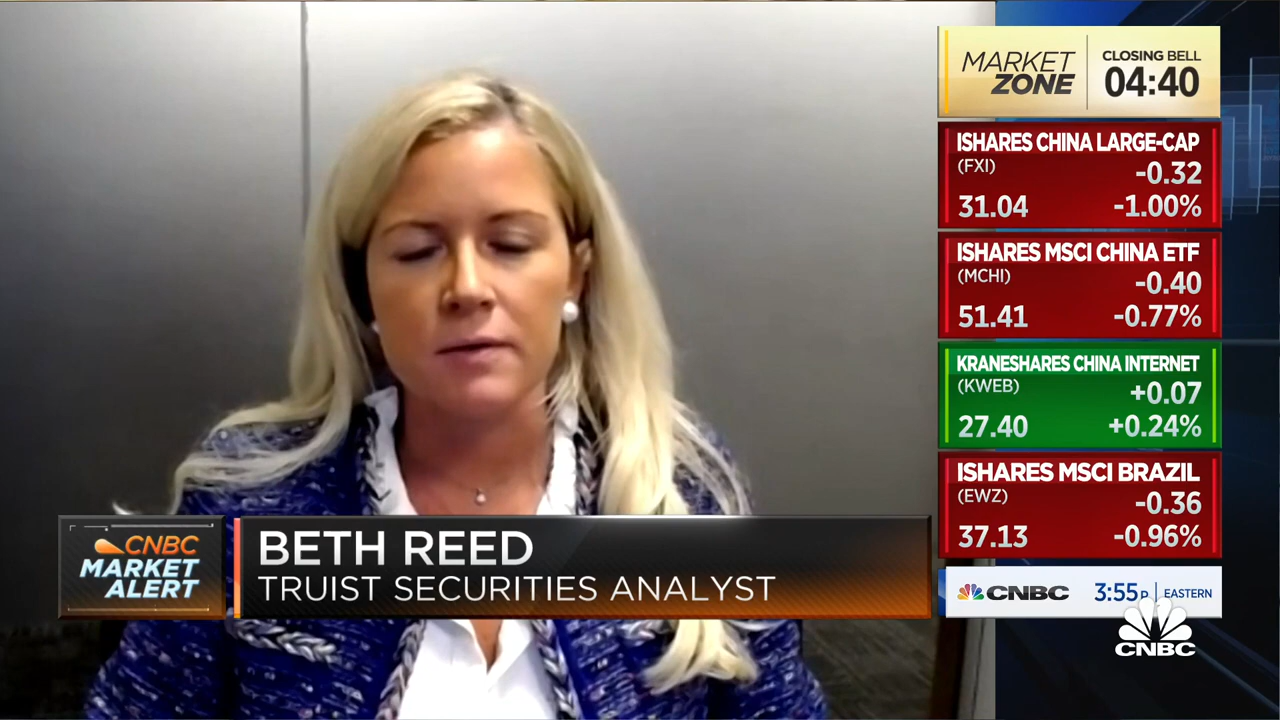 MARKET
ZONE
CLOSING BELL
04:40
ISHARES CHINA LARGE-CAP
(FXI)
-0.32
31.04
-1.00%
ISHARES MSCI CHINA ETF
(MCHI)
-0.40
51.41
-0.77%
KRANESHARES CHINA INTERNET
(KWEB)
+0.07
27.40
+0.24%
ISHARES MSCI BRAZIL
(EWZ)
-0.36
37.13
-0.96%
CNBC
MARKET
ALERT
BETH REED
TRUIST SECURITIES ANALYST
CNBC 3:55P EASTERN
CNBC